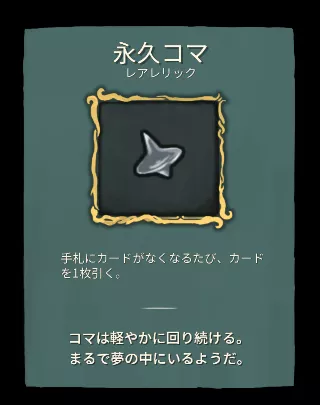 永久コマ
レアレリック
手札にカードがなくなるたび、カード
を1枚引く。
コマは軽やかに回り続ける。
まるで夢の中にいるようだ。